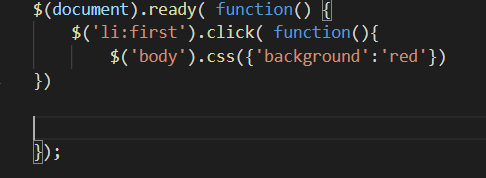 $(document).ready( function() {
$('li:first').click( function(){
$('body').css({'background':'red'})
})
});